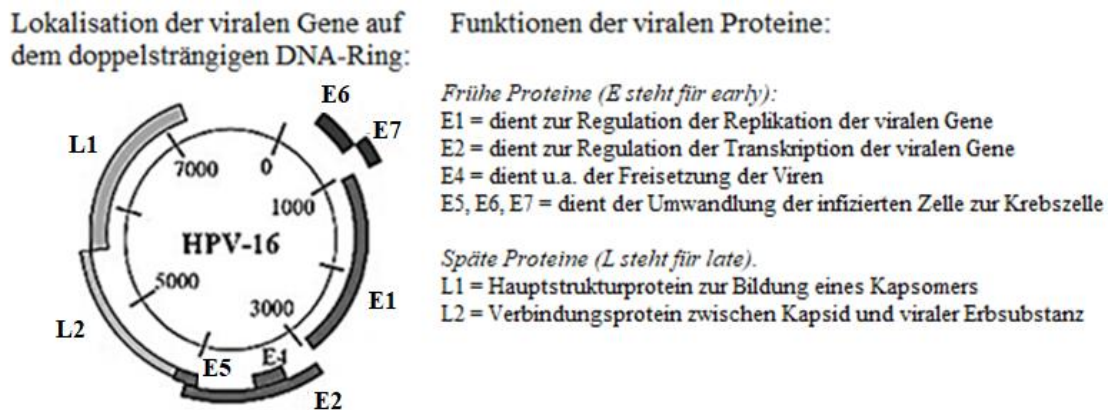 Lokalisation der viralen Gene auf
dem doppelsträngigen DNA-Ring:
E6
E7
L1
7000
0
1000
HPV-16
5000
3000
E1
L2
E5
E4
E2
Funktionen der viralen Proteine:
Frühe Proteine (E steht für early):
E1 = dient zur Regulation der Replikation der viralen Gene
E2 = dient zur Regulation der Transkription der viralen Gene
E4 = dient u.a. der Freisetzung der Viren
E5, E6, E7 = dient der Umwandlung der infizierten Zelle zur Krebszelle
Späte Proteine (L steht für late).
L1 = Hauptstrukturprotein zur Bildung eines Kapsomers
L2 = Verbindungsprotein zwischen Kapsid und viraler Erbsubstanz